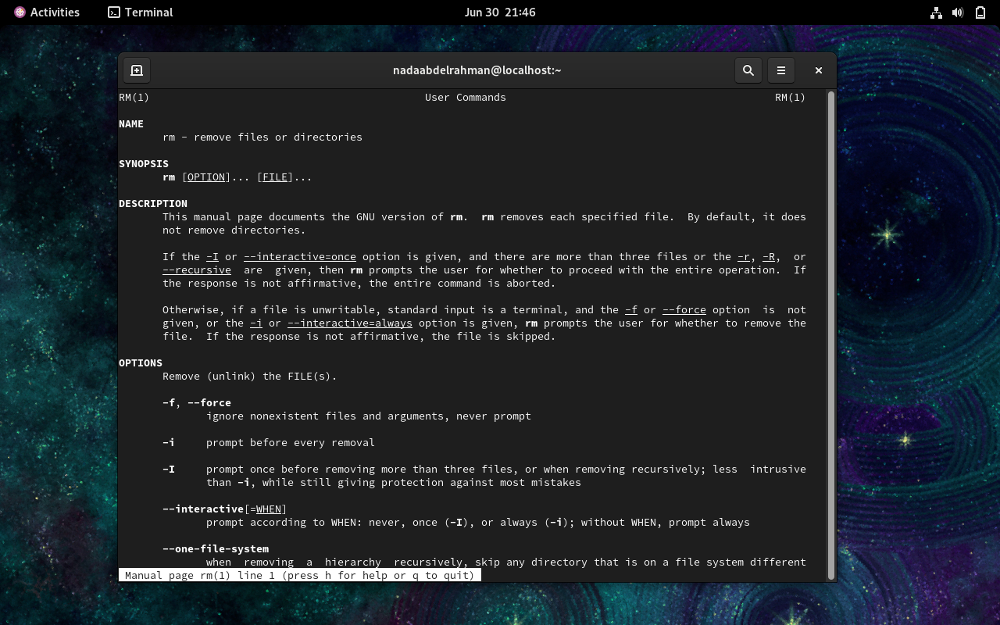 Activities Terminal Jun 30 21:46
nadaabdelrahman@localhost:~
RM(1) User Commands RM(1)
NAME
rm - remove files or directories
SYNOPSIS
rm [OPTION]... [FILE]...
DESCRIPTION
This manual page documents the GNU version of rm.  rm removes each specified file.  By default, it does
not remove directories.
If the -I or --interactive=once option is given, and there are more than three files or the -r, -R,  or
--recursive  are  given, then rm prompts the user for whether to proceed with the entire operation.  If
the response is not affirmative, the entire command is aborted.
Otherwise, if a file is unwritable, standard input is a terminal, and the -f or --force option  is  not
given, or the -i or --interactive=always option is given, rm prompts the user for whether to remove the
file.  If the response is not affirmative, the file is skipped.
OPTIONS
Remove (unlink) the FILE(s).
-f, --force
ignore nonexistent files and arguments, never prompt
-i     prompt before every removal
-I     prompt once before removing more than three files, or when removing recursively; less  intrusive
than -i, while still giving protection against most mistakes
--interactive[=WHEN]
prompt according to WHEN: never, once (-I), or always (-i); without WHEN, prompt always
--one-file-system
when  removing  a  hierarchy  recursively, skip any directory that is on a file system different
Manual page rm(1) line 1 (press h for help or q to quit)